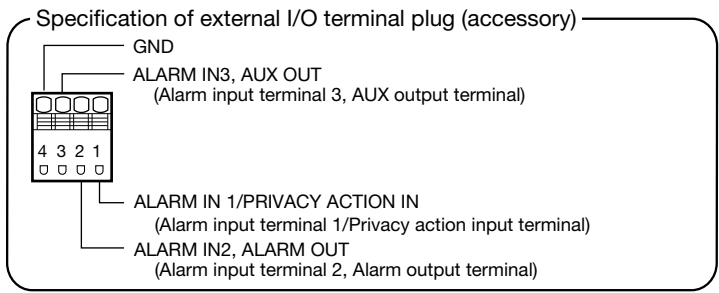 Specification of external I/O terminal plug (accessory)
GND
ALARM IN3, AUX OUT
(Alarm input terminal 3, AUX output terminal)
4 3 2 1
ALARM IN 1/PRIVACY ACTION IN
(Alarm input terminal 1/Privacy action input terminal)
ALARM IN2, ALARM OUT
(Alarm input terminal 2, Alarm output terminal)